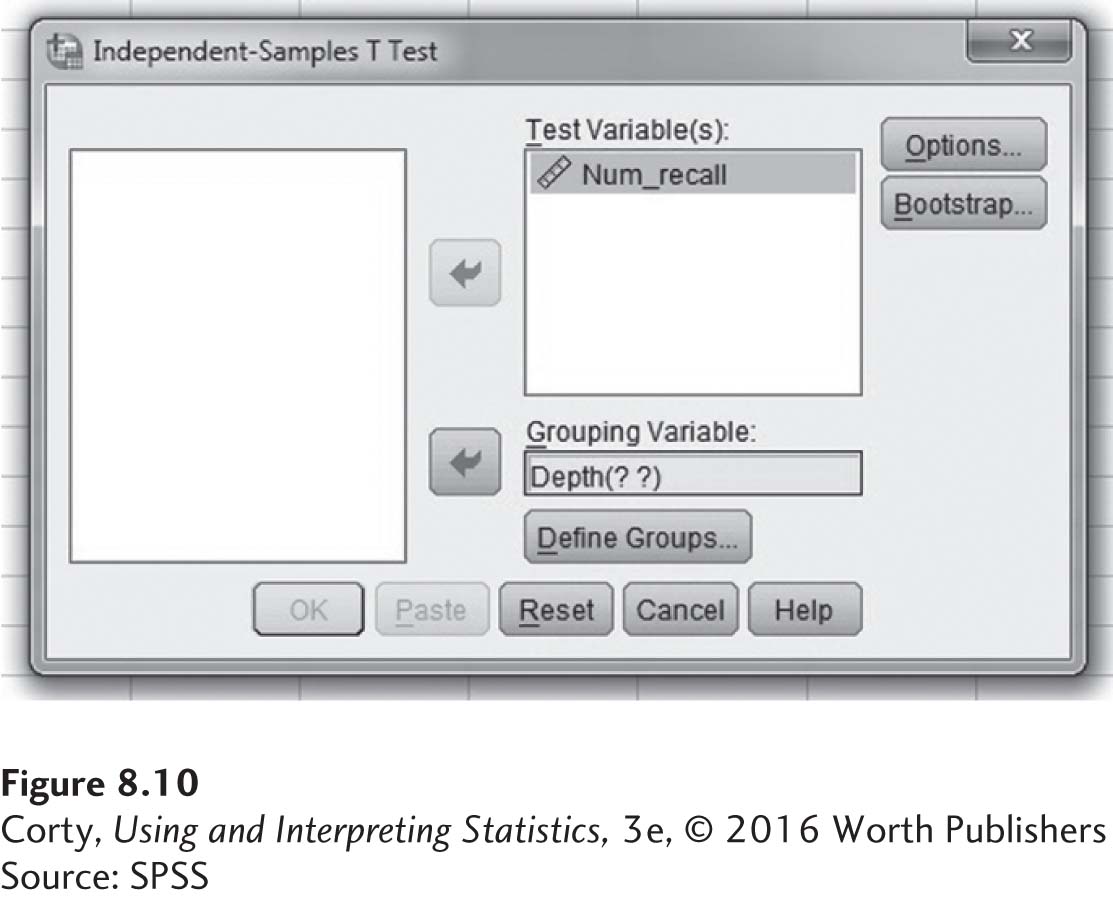 Independent-Samples T Test
X
Test Variable(s):
Num_recall
Options...
Bootstrap...
Grouping Variable:
Depth(? ?)
Define Groups...
OK
Paste
Reset
Cancel
Help
Figure 8.10
Corty, Using and Interpreting Statistics, 3e, © 2016 Worth Publishers
Source: SPSS